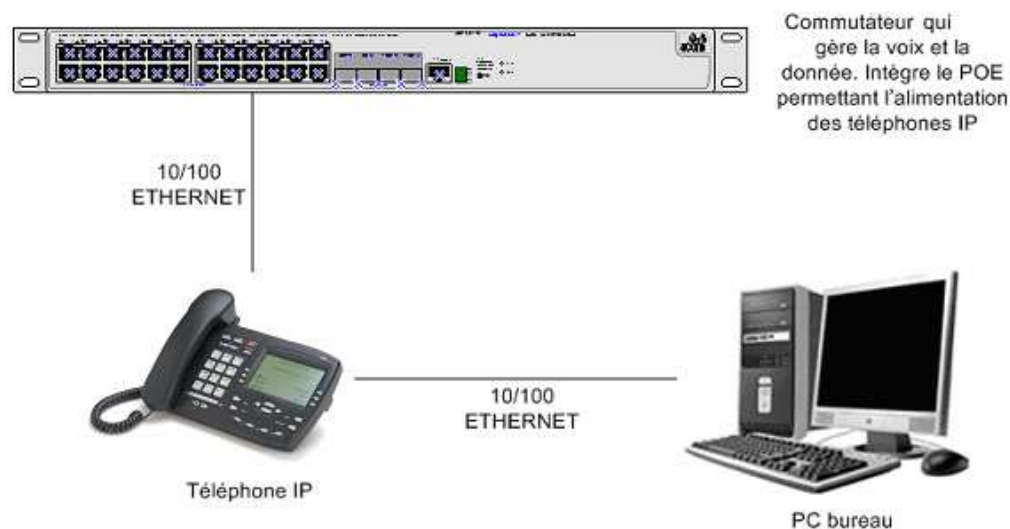 Commutateur qui
gère la voix et la
donnée. Intègre le POE
permettant l'alimentation
des téléphones IP
10/100
ETHERNET
10/100
ETHERNET
Téléphone IP
PC bureau